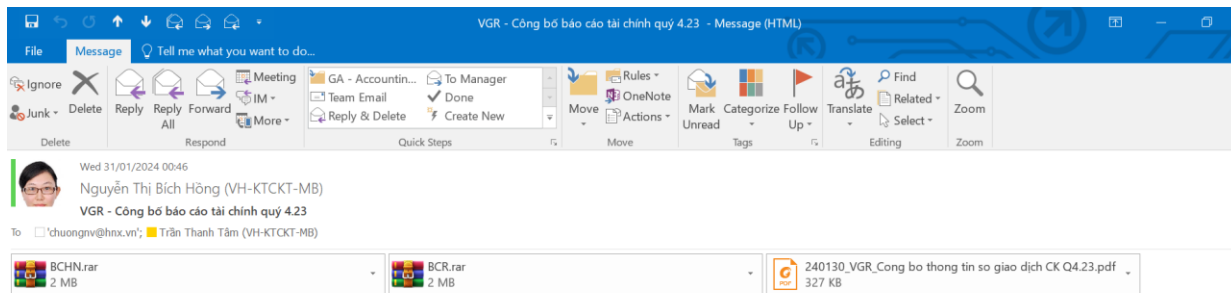 VGR - Công bố báo cáo tài chính quý 4.23 - Message (HTML)
File Message Tell me what you want to do...
Ignore
Junk
Delete
Reply
Reply All
Forward
Meeting
IM
More
GA - Accountin...
To Manager
Team Email
Done
Reply & Delete
Create New
Move
Rules
OneNote
Actions
Mark Unread
Categorize
Follow Up
Translate
Find
Related
Select
Zoom
Delete Respond Quick Steps Move Tags Editing Zoom
Wed 31/01/2024 00:46
Nguyễn Thị Bích Hồng (VH-KTCKT-MB)
VGR - Công bố báo cáo tài chính quý 4.23
To 'chuongnv@hnx.vn'; Trần Thanh Tâm (VH-KTCKT-MB)
BCHN.rar
2 MB
BCR.rar
2 MB
PDF
240130_VGR_Cong bo thong tin so giao dịch CK Q4.23.pdf
327 KB